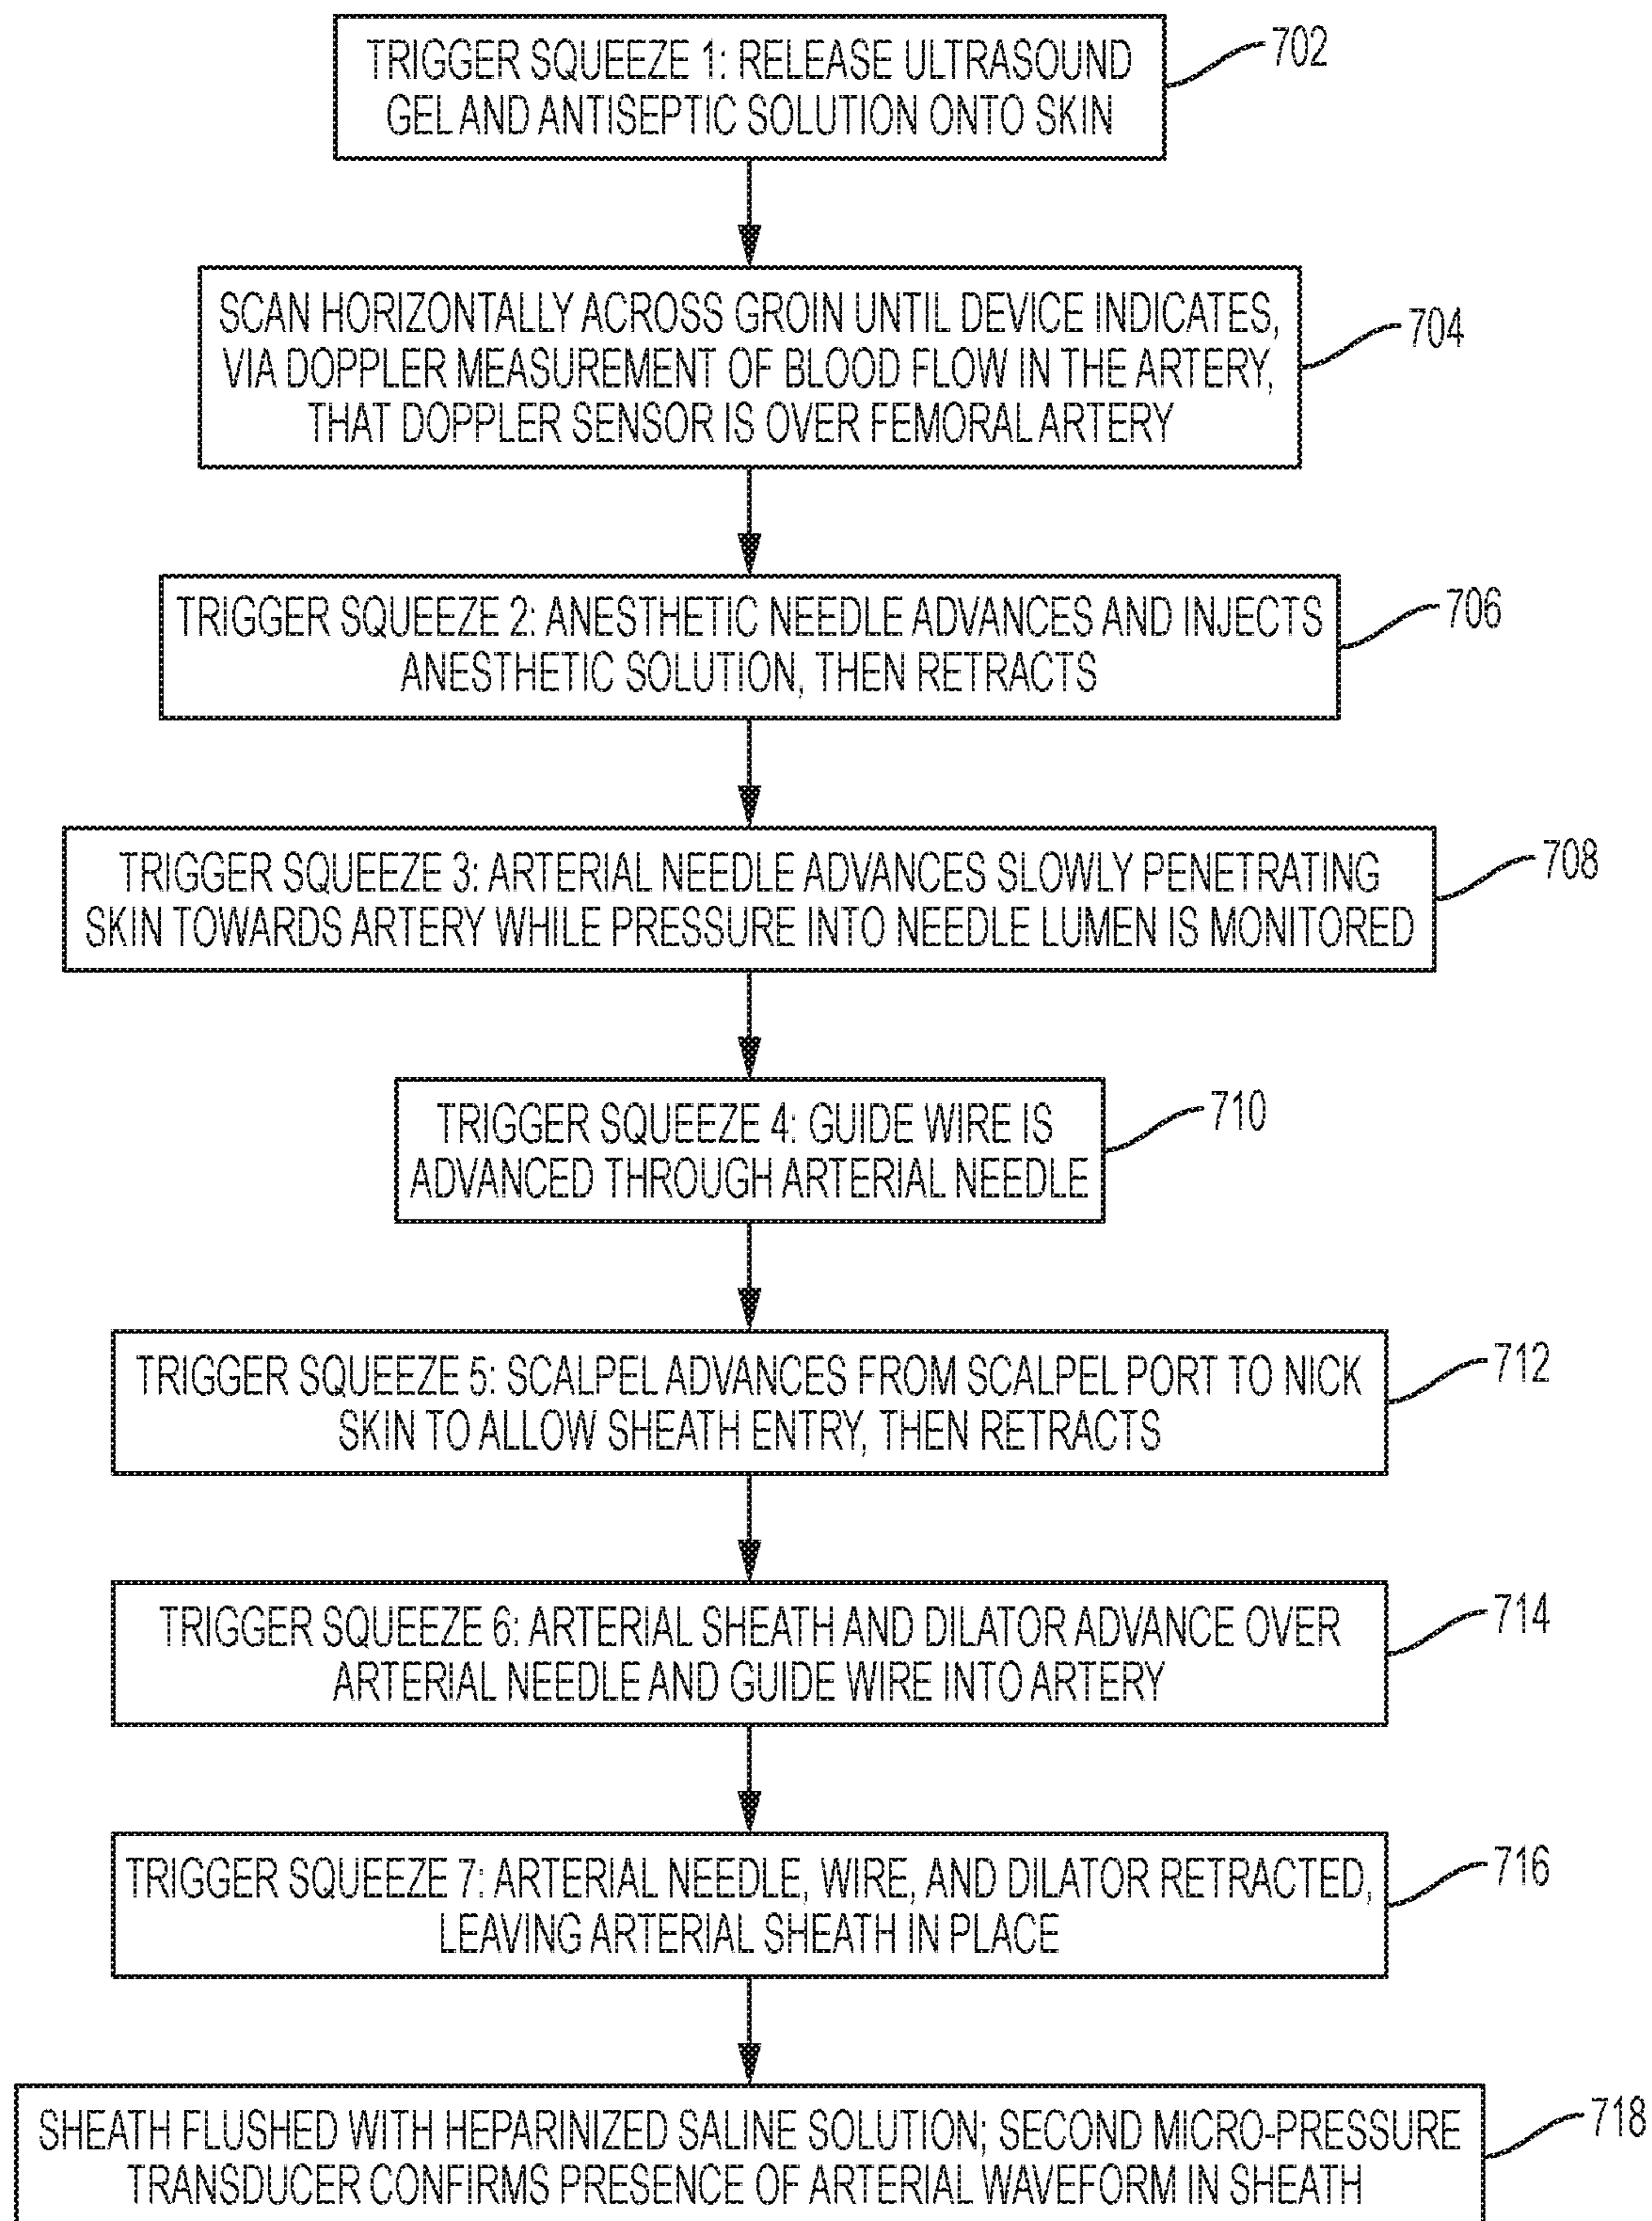 TRIGGER SQUEEZE 1: RELEASE ULTRASOUND
GEL AND ANTISEPTIC SOLUTION ONTO SKIN
702
SCAN HORIZONTALLY ACROSS GROIN UNTIL DEVICE INDICATES,
VIA DOPPLER MEASUREMENT OF BLOOD FLOW IN THE ARTERY,
THAT DOPPLER SENSOR IS OVER FEMORAL ARTERY
704
TRIGGER SQUEEZE 2: ANESTHETIC NEEDLE ADVANCES AND INJECTS
ANESTHETIC SOLUTION, THEN RETRACTS
706
TRIGGER SQUEEZE 3: ARTERIAL NEEDLE ADVANCES SLOWLY PENETRATING
SKIN TOWARDS ARTERY WHILE PRESSURE INTO NEEDLE LUMEN IS MONITORED
708
TRIGGER SQUEEZE 4: GUIDE WIRE IS
ADVANCED THROUGH ARTERIAL NEEDLE
710
TRIGGER SQUEEZE 5: SCALPEL ADVANCES FROM SCALPEL PORT TO NICK
SKIN TO ALLOW SHEATH ENTRY, THEN RETRACTS
712
TRIGGER SQUEEZE 6: ARTERIAL SHEATH AND DILATOR ADVANCE OVER
ARTERIAL NEEDLE AND GUIDE WIRE INTO ARTERY
714
TRIGGER SQUEEZE 7: ARTERIAL NEEDLE, WIRE, AND DILATOR RETRACTED,
LEAVING ARTERIAL SHEATH IN PLACE
716
SHEATH FLUSHED WITH HEPARINIZED SALINE SOLUTION; SECOND MICRO-PRESSURE
TRANSDUCER CONFIRMS PRESENCE OF ARTERIAL WAVEFORM IN SHEATH
718